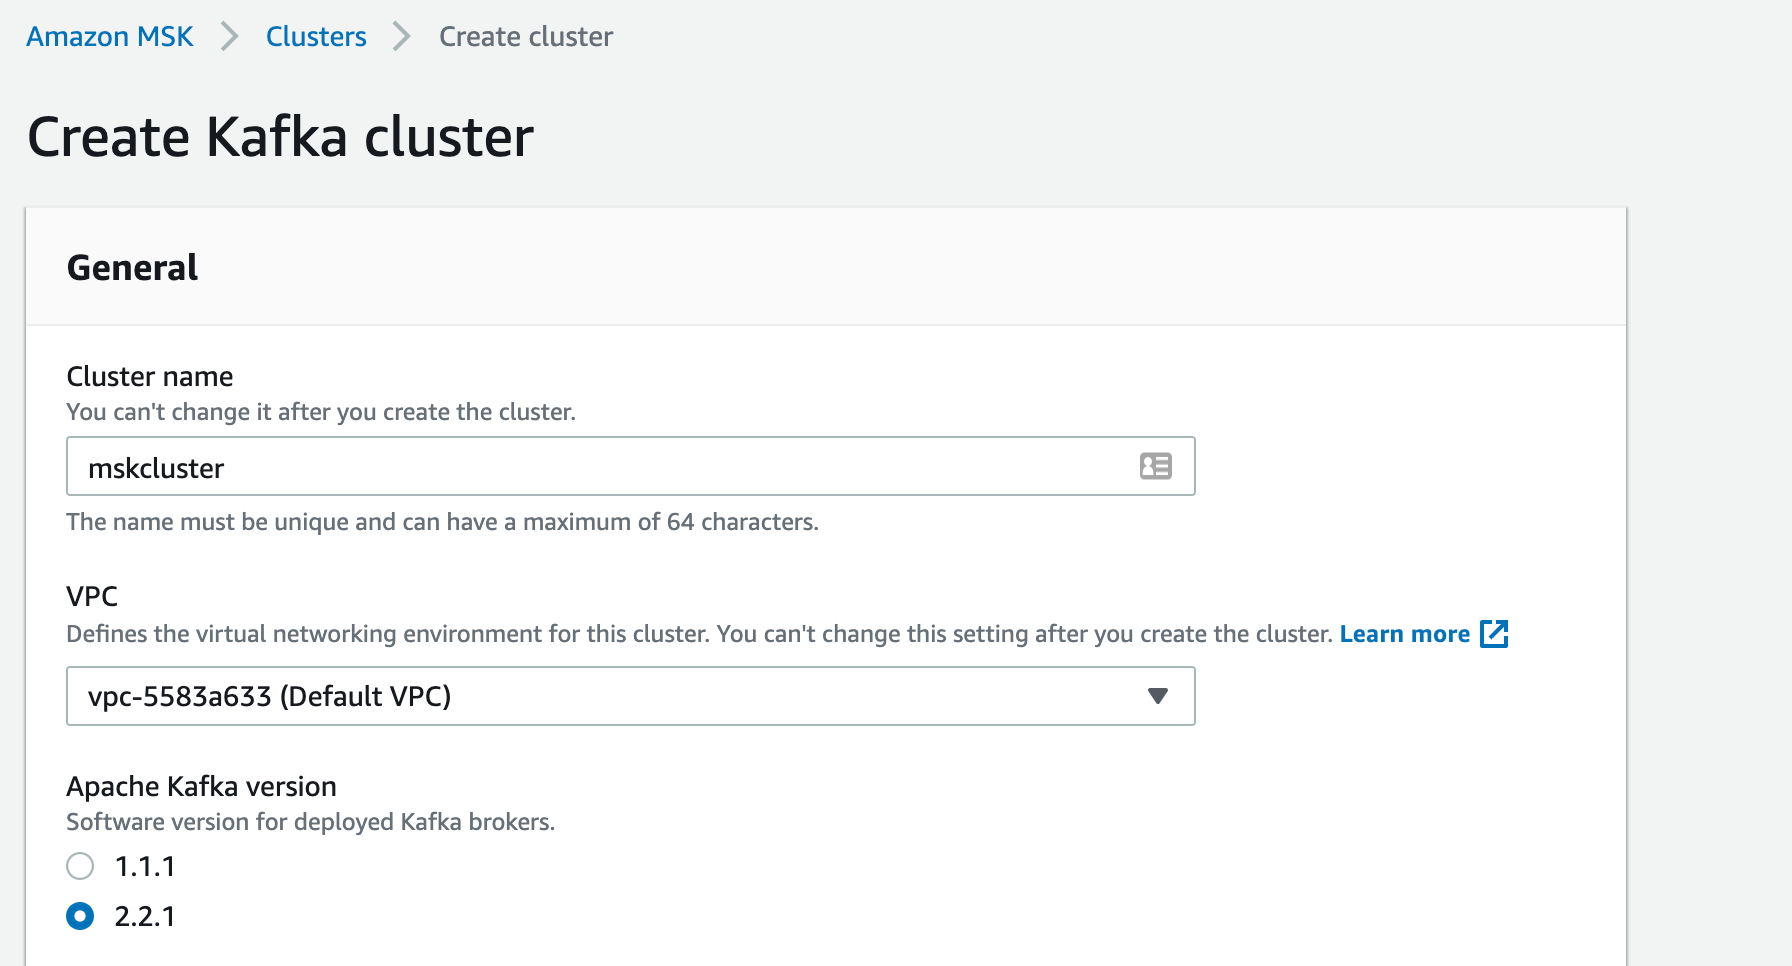 Amazon MSK > Clusters > Create cluster
Create Kafka cluster
General
Cluster name
You can't change it after you create the cluster.
mskcluster
The name must be unique and can have a maximum of 64 characters.
VPC
Defines the virtual networking environment for this cluster. You can't change this setting after you create the cluster. Learn more
vpc-5583a633 (Default VPC)
Apache Kafka version
Software version for deployed Kafka brokers.
1.1.1
2.2.1